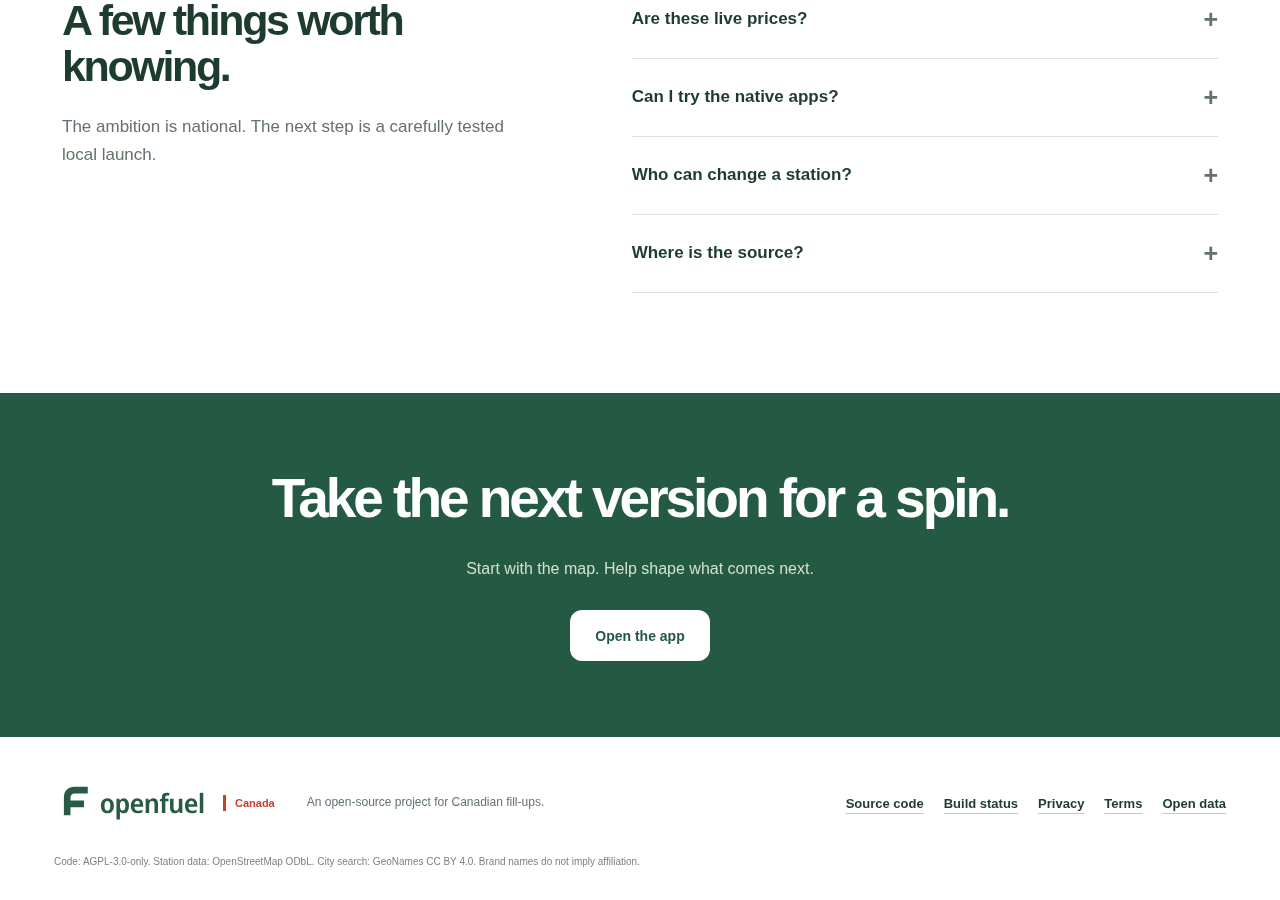 A few things worth
knowing.
The ambition is national. The next step is a carefully tested
local launch.
Are these live prices? +
Can I try the native apps? +
Who can change a station? +
Where is the source? +
Take the next version for a spin.
Start with the map. Help shape what comes next.
Open the app
openfuel Canada An open-source project for Canadian fill-ups. Source code Build status Privacy Terms Open data
Code: AGPL-3.0-only. Station data: OpenStreetMap ODbL. City search: GeoNames CC BY 4.0. Brand names do not imply affiliation.